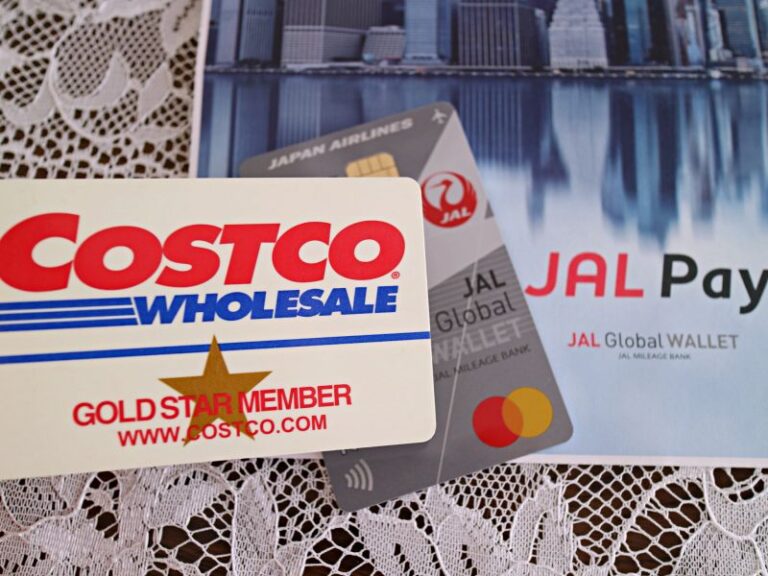 COSTCO®
WHOLESALE
GOLD STAR MEMBER
WWW.COSTCO.COM
JAPAN AIRLINES
JAL
JAL
Global
WALLET
JAL MILEAGE BANK
JAL Pay
JAL Global WALLET
JAL MILEAGE BANK